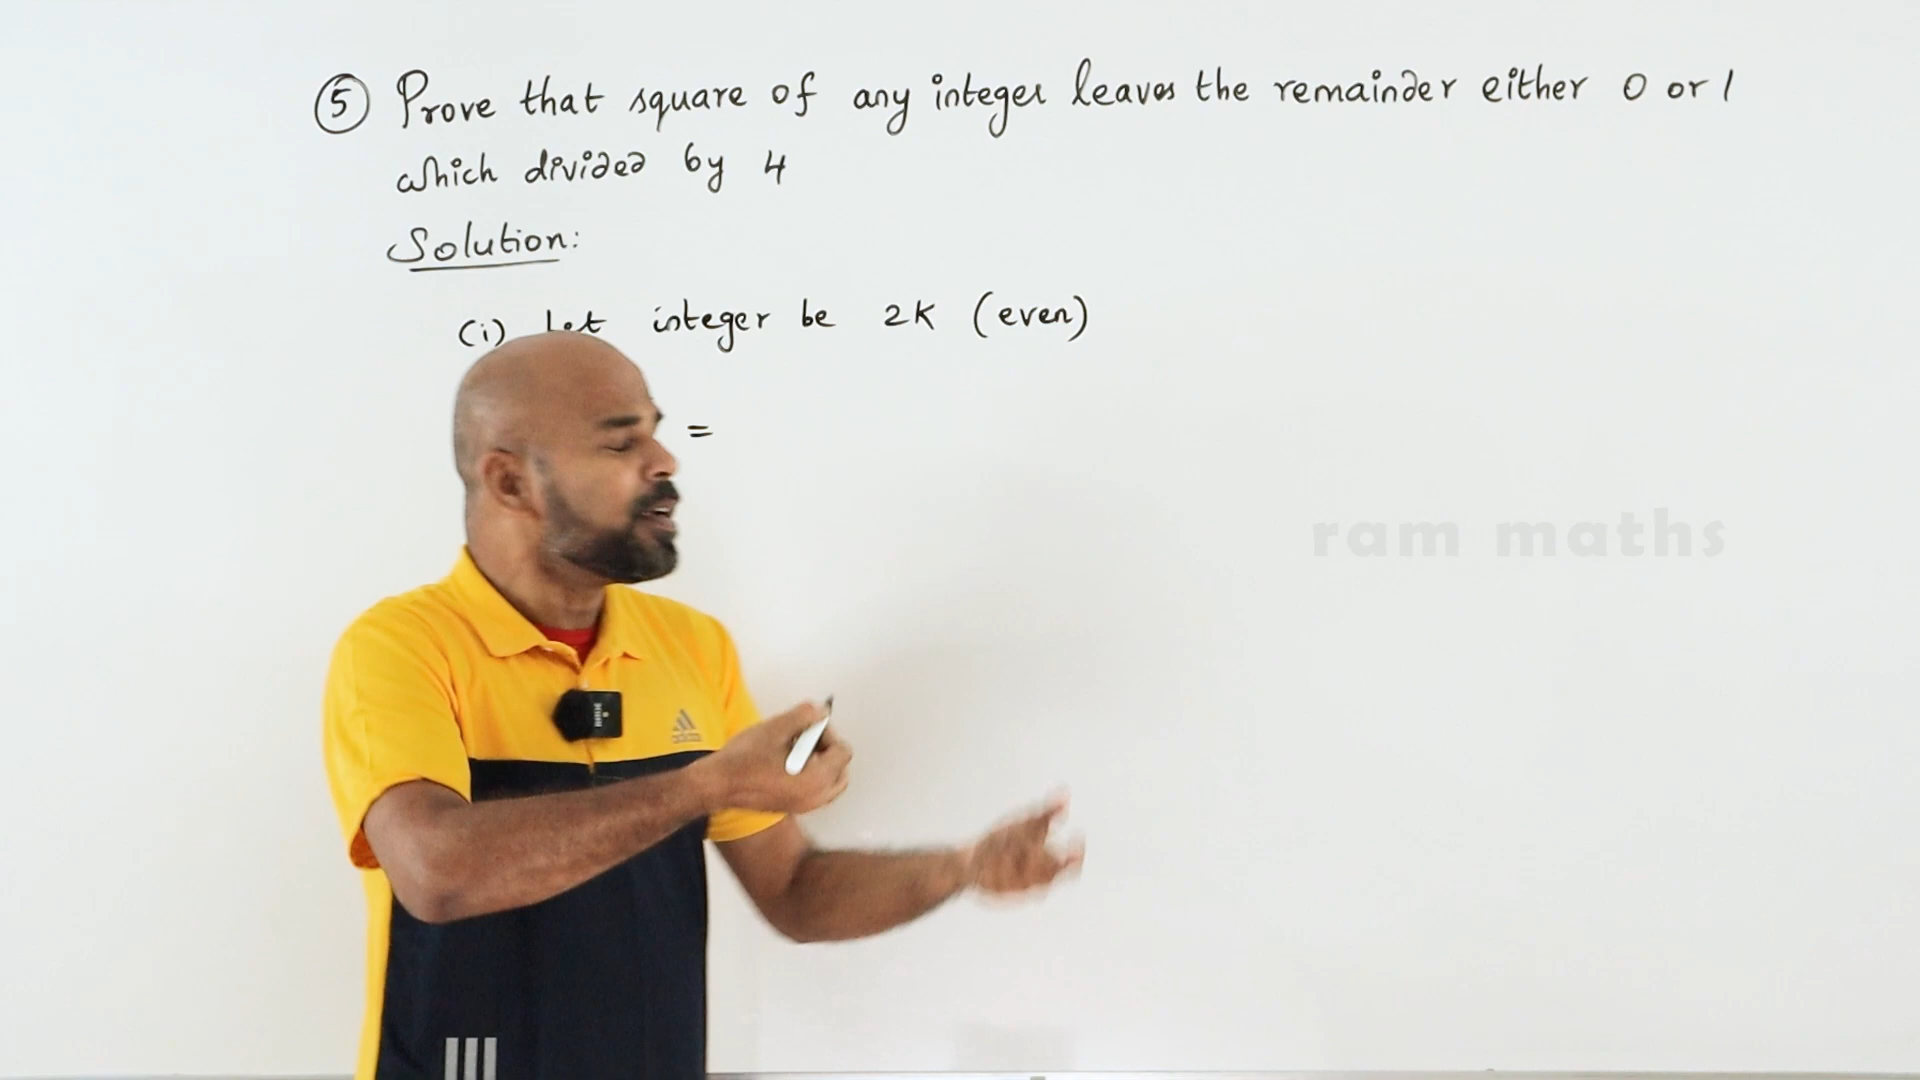 ⑤ Prove that square of any integer leaves the remainder either 0 or 1
which divided by 4
Solution:
(i) Let integer be 2K (even)
=
ram maths
adidas